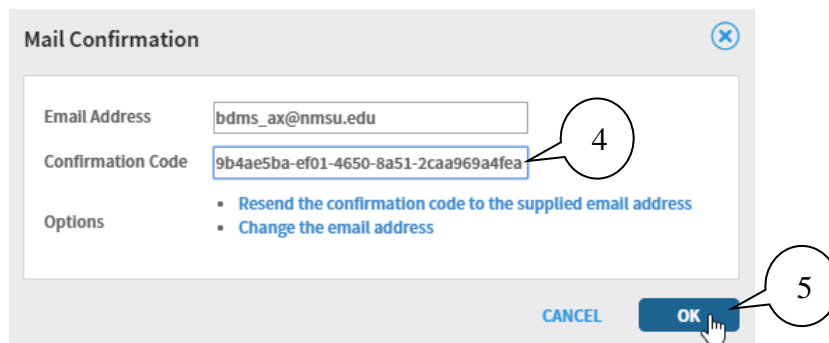 Mail Confirmation
Email Address bdms_ax@nmsu.edu
Confirmation Code 9b4ae5ba-ef01-4650-8a51-2caa969a4fea
4
Options
• Resend the confirmation code to the supplied email address
• Change the email address
CANCEL OK
5